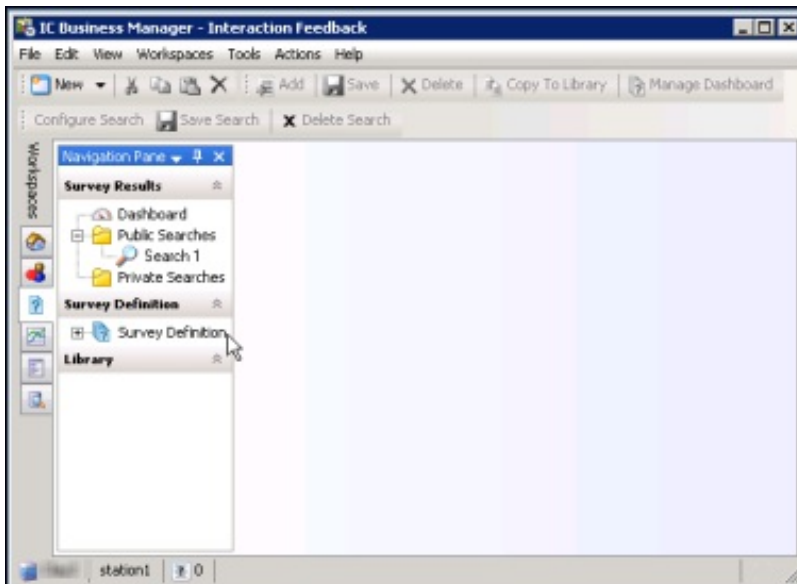 IC Business Manager - Interaction Feedback
File Edit View Workspaces Tools Actions Help
New Add Save Delete Copy To Library Manage Dashboard
Configure Search Save Search Delete Search
Workspaces
Navigation Pane
Survey Results
Dashboard
Public Searches
Search 1
Private Searches
Survey Definition
Survey Definition
Library
station1 0